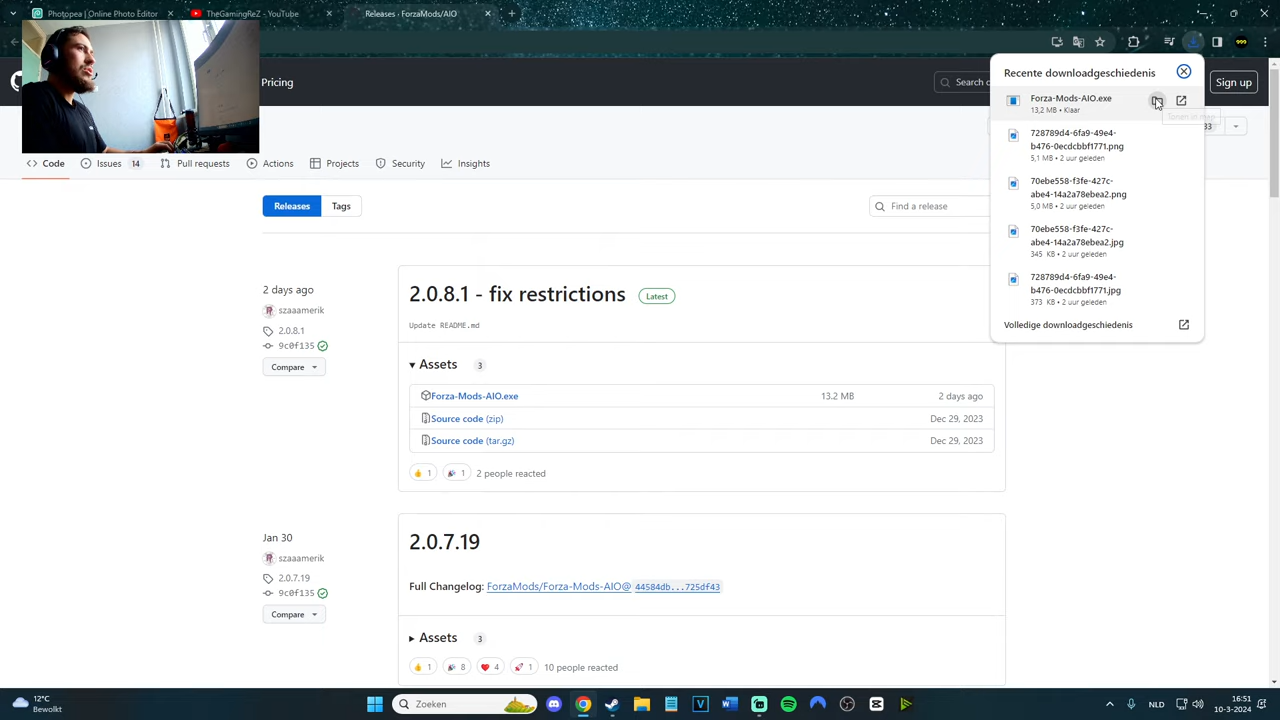 Photopea | Online Photo Editor
TheGamingReZ - YouTube
Releases · ForzaMods/AIO
Pricing
Sign up
Recente downloadgeschiedenis
Forza-Mods-AIO.exe
13,2 MB • Klaar
728789d4-6fa9-49e4-
b476-0ecdcbbf1771.png
5,1 MB • 2 uur geleden
70ebe558-f3fe-427c-
abe4-14a2a78ebea2.png
5,0 MB • 2 uur geleden
70ebe558-f3fe-427c-
abe4-14a2a78ebea2.jpg
345 KB • 2 uur geleden
728789d4-6fa9-49e4-
b476-0ecdcbbf1771.jpg
373 KB • 2 uur geleden
Volledige downloadgeschiedenis
Code
Issues 14
Pull requests
Projects
Actions
Security
Insights
Releases
Tags
Find a release
2 days ago
szaaamerik
2.0.8.1
9c0f135
Compare
2.0.8.1 - fix restrictions
Latest
Update README.md
Assets 3
Forza-Mods-AIO.exe 13.2 MB 2 days ago
Source code (zip) Dec 29, 2023
Source code (tar.gz) Dec 29, 2023
1 1 2 people reacted
Jan 30
szaaamerik
2.0.7.19
9c0f135
Compare
2.0.7.19
Full Changelog: ForzaMods/Forza-Mods-AIO@ 44584db...725df43
Assets 3
1 8 4 1 10 people reacted
52°F
Bewolkt
Zoeken
NLD
16:51
10-3-2024